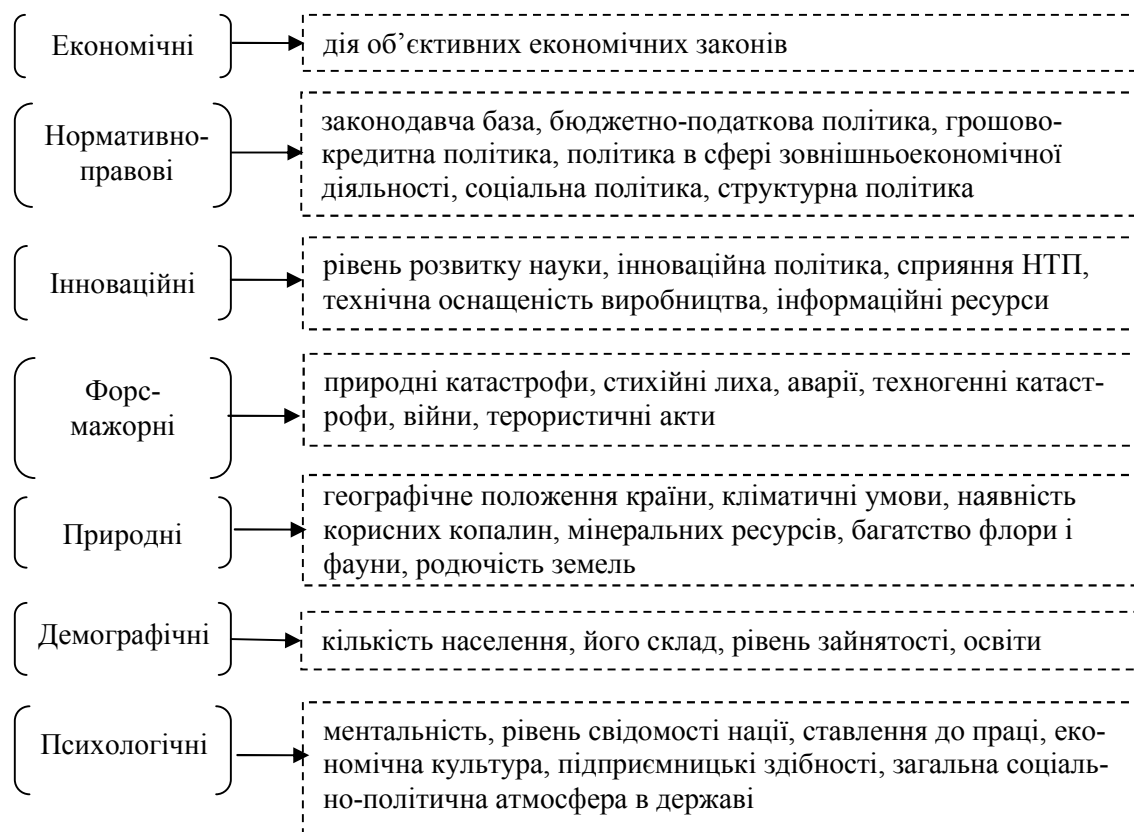 Економічні
дія об’єктивних економічних законів
Нормативно-
правові
законодавча база, бюджетно-податкова політика, грошово-
кредитна політика, політика в сфері зовнішньоекономічної
діяльності, соціальна політика, структурна політика
Інноваційні
рівень розвитку науки, інноваційна політика, сприяння НТП,
технічна оснащеність виробництва, інформаційні ресурси
Форс-
мажорні
природні катастрофи, стихійні лиха, аварії, техногенні катаст-
рофи, війни, терористичні акти
Природні
географічне положення країни, кліматичні умови, наявність
корисних копалин, мінеральних ресурсів, багатство флори і
фауни, родючість земель
Демографічні
кількість населення, його склад, рівень зайнятості, освіти
Психологічні
ментальність, рівень свідомості нації, ставлення до праці, еко-
номічна культура, підприємницькі здібності, загальна соціаль-
но-політична атмосфера в державі